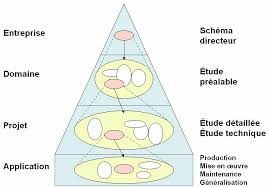 Entreprise
Schéma
directeur
Domaine
Étude
préalable
Projet
Étude détaillée
Étude technique
Application
Production
Mise en œuvre
Maintenance
Généralisation